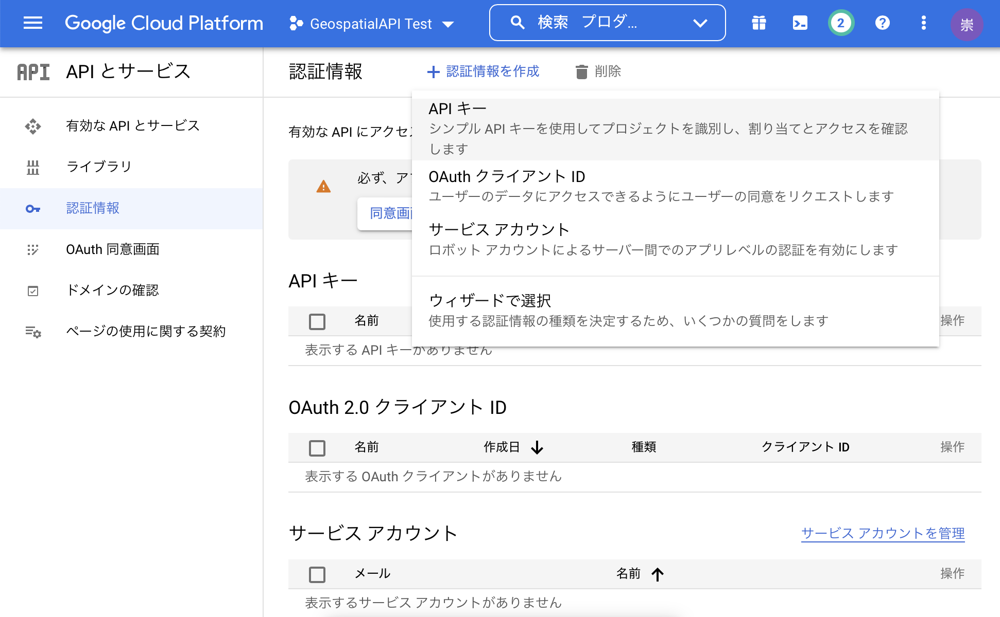 Google Cloud Platform
GeospatialAPI Test
検索 プロダ...
2
?
崇
API
API とサービス
認証情報
認証情報を作成
削除
有効な API とサービス
ライブラリ
認証情報
OAuth 同意画面
ドメインの確認
ページの使用に関する契約
有効な API にアクセ
必ず、ア
同意画
API キー
シンプル API キーを使用してプロジェクトを識別し、割り当てとアクセスを確認
します
OAuth クライアント ID
ユーザーのデータにアクセスできるようにユーザーの同意をリクエストします
サービス アカウント
ロボット アカウントによるサーバー間でのアプリレベルの認証を有効にします
ウィザードで選択
使用する認証情報の種類を決定するため、いくつかの質問をします
API キー
名前
操作
表示する API キーがありません
OAuth 2.0 クライアント ID
名前 作成日 種類 クライアント ID 操作
表示する OAuth クライアントがありません
サービス アカウント
サービス アカウントを管理
メール 名前 操作
表示するサービス アカウントがありません